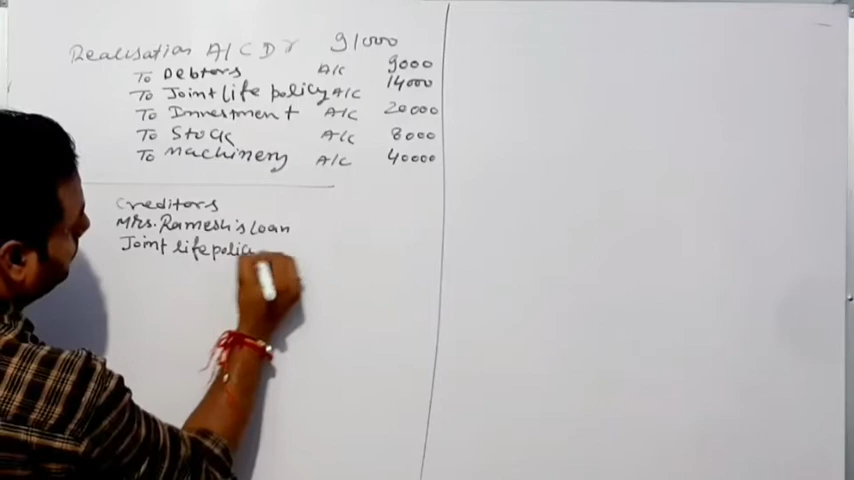 Realisation A/C Dr 91000
To Debtors A/c 9000
To Joint Life policy A/c 14000
To Investment A/c 20000
To Stock A/c 8000
To Machinery A/c 40000
Creditors
Mrs. Ramesh's Loan
Joint Life polic